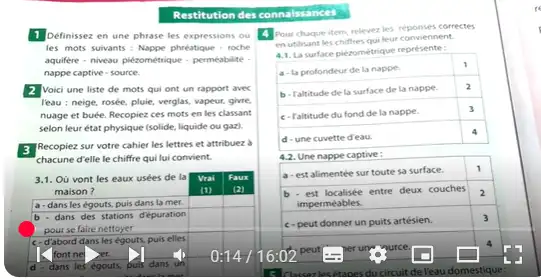 Restitution des connaissances
1 Définissez en une phrase les expressions ou
les mots suivants : Nappe phréatique - roche
aquifère - niveau piézométrique - perméabilité -
nappe captive - source.
2 Voici une liste de mots qui ont un rapport avec
l'eau : neige, rosée, pluie, verglas, vapeur, givre,
nuage et buée. Recopiez ces mots en les classant
selon leur état physique (solide, liquide ou gaz).
3 Recopiez sur votre cahier les lettres et attribuez à
chacune d'elle le chiffre qui lui convient.
3.1. Où vont les eaux usées de la maison ? Vrai (1) Faux (2)
a - dans les égouts, puis dans la mer.
b - dans des stations d'épuration
pour se faire nettoyer
c - d'abord dans les égouts, puis elles
font
d - dans les égouts, puis dans un
4 Pour chaque item, relevez les réponses correctes
en utilisant les chiffres qui leur conviennent.
4.1. La surface piézométrique représente :
a - la profondeur de la nappe. 1
b - l'altitude de la surface de la nappe. 2
c - l'altitude du fond de la nappe. 3
d - une cuvette d'eau. 4
4.2. Une nappe captive :
a - est alimentée sur toute sa surface. 1
b - est localisée entre deux couches
imperméables. 2
c - peut donner un puits artésien. 3
4
5 Classez les étapes du circuit de l'eau domestique
0:14 / 16:02